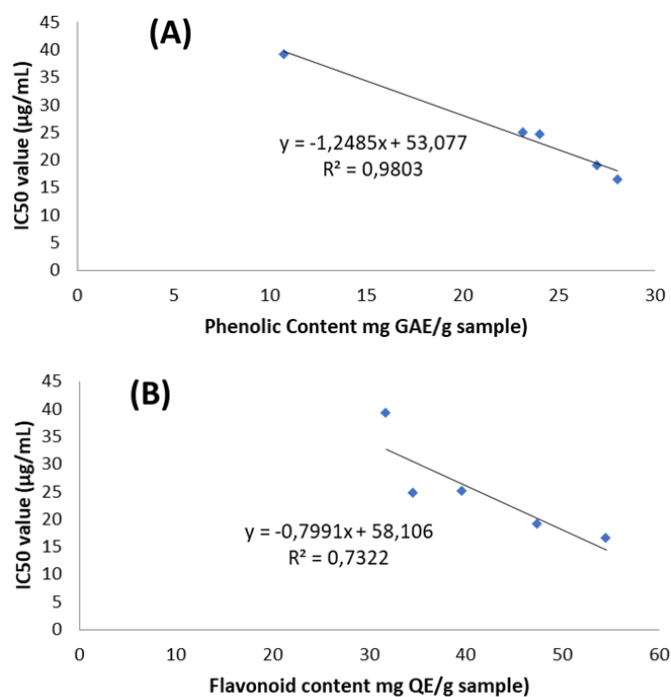 (A)
45
40
35
30
25
20
15
10
5
0
IC50 value (µg/mL)
y = -1,2485x + 53,077
R² = 0,9803
0 5 10 15 20 25 30
Phenolic Content mg GAE/g sample)
(B)
45
40
35
30
25
20
15
10
5
0
IC50 value (µg/mL)
y = -0,7991x + 58,106
R² = 0,7322
0 10 20 30 40 50 60
Flavonoid content mg QE/g sample)